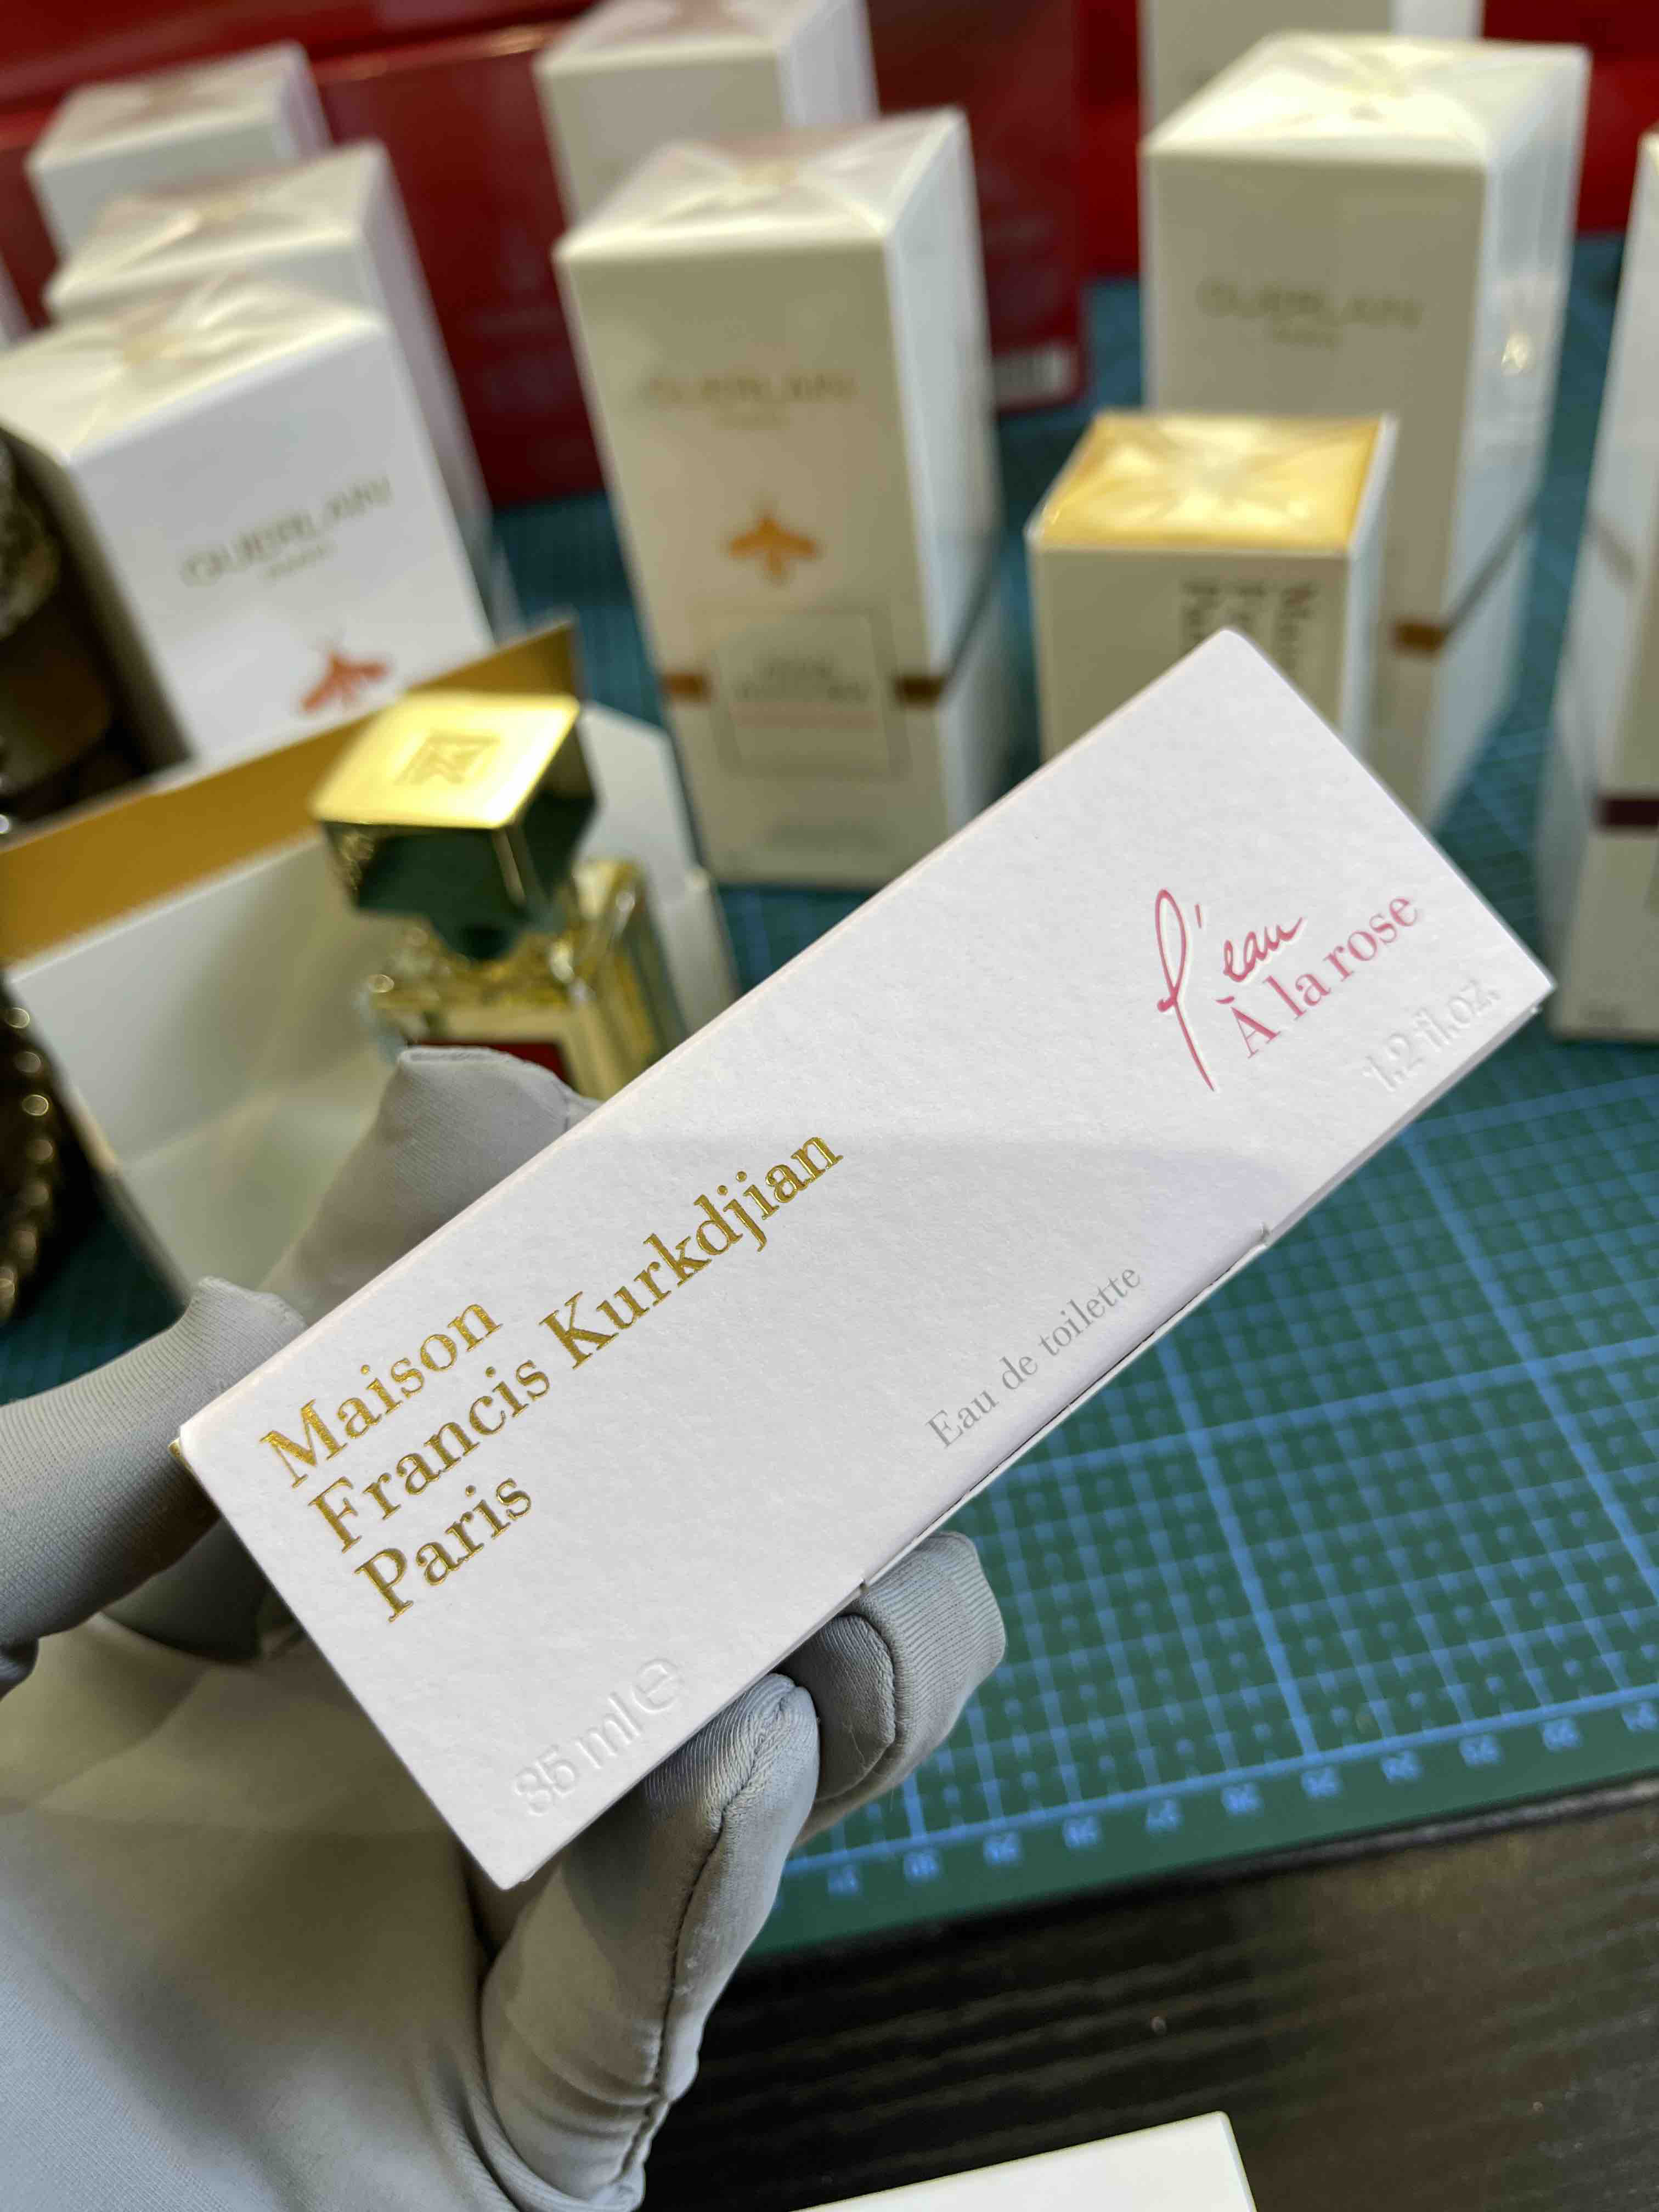 GUERLAIN
GUERLAIN
GUERLAIN
Maison
Francis Kurkdjian
Paris
l'eau
À la rose
1.2 fl.oz.
Eau de toilette
35 ml e